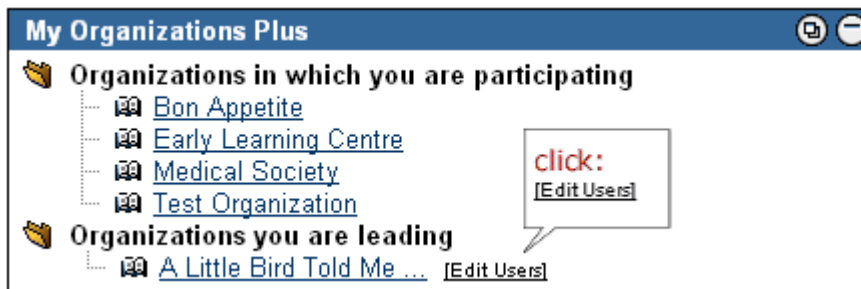 My Organizations Plus
Organizations in which you are participating
Bon Appetite
Early Learning Centre
Medical Society
Test Organization
click:
[Edit Users]
Organizations you are leading
A Little Bird Told Me ... [Edit Users]